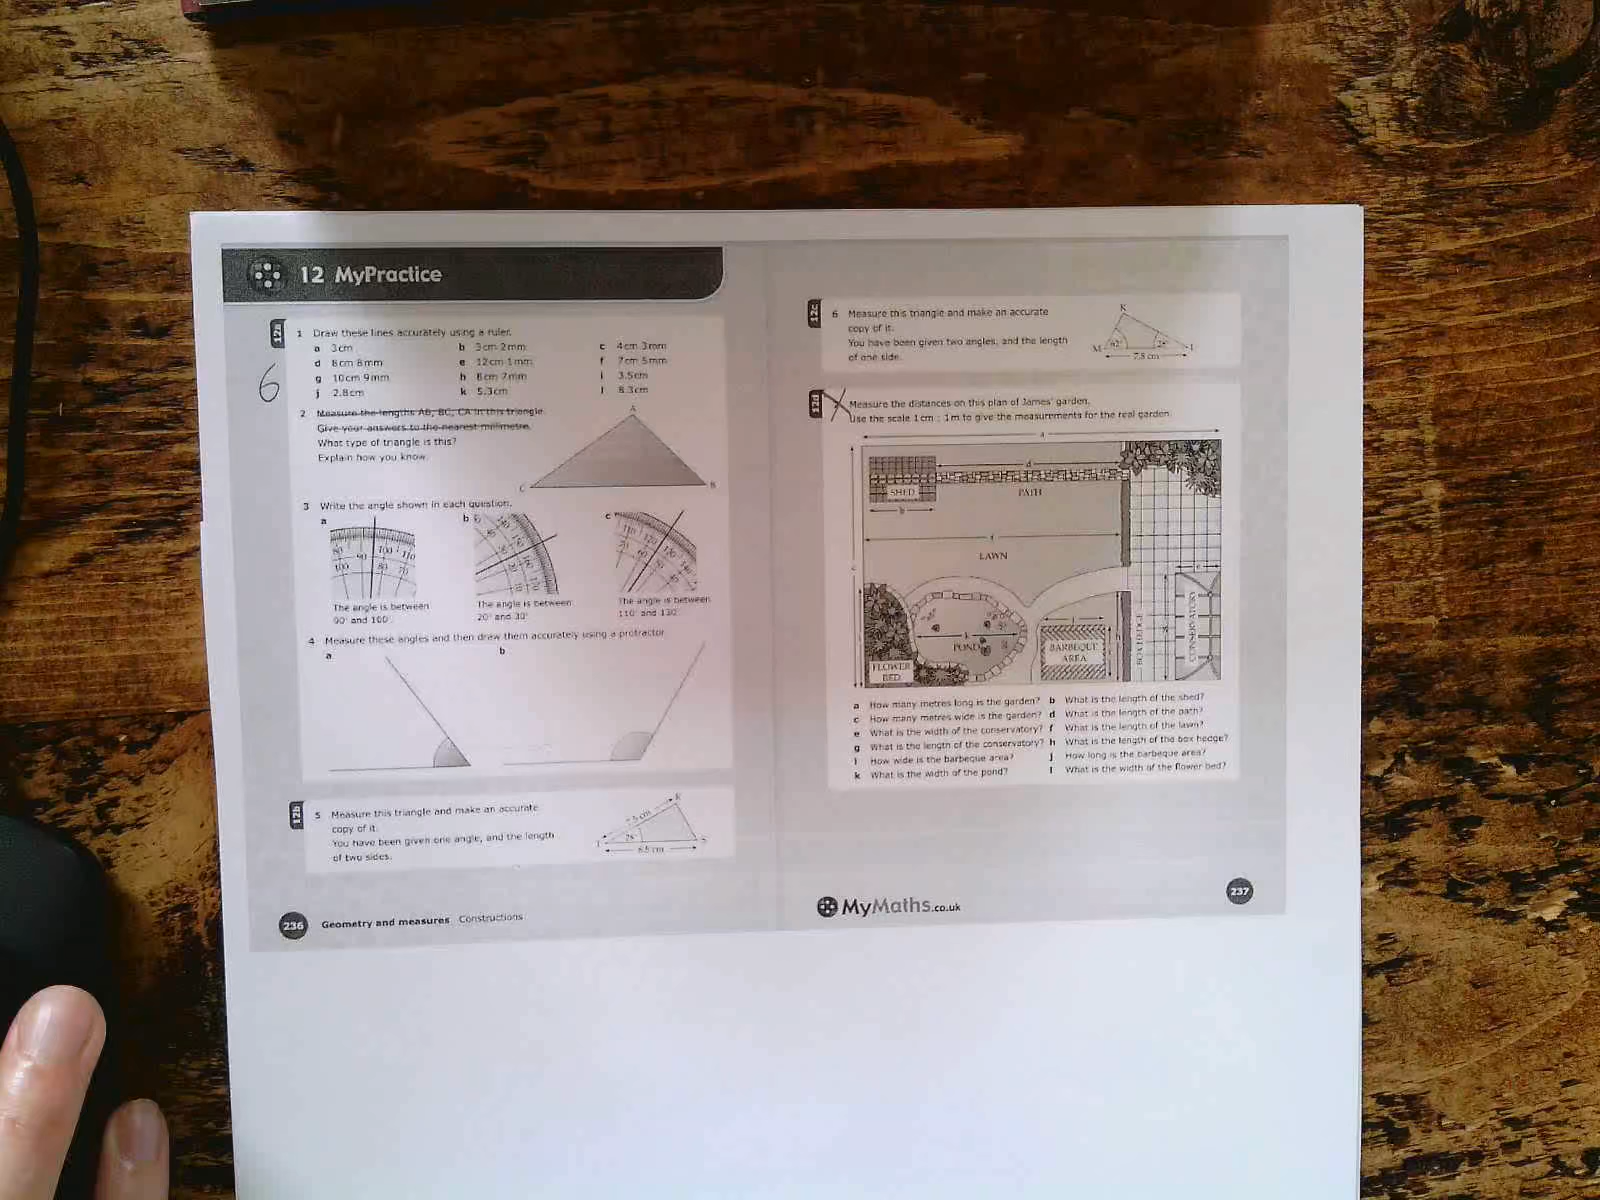 12 MyPractice
12a
1 Draw these lines accurately using a ruler.
a 3cm b 3cm 2mm c 4cm 3mm
d 8cm 8mm e 12cm 1mm f 7cm 5mm
g 10cm 9mm h 8cm 7mm i 3.5cm
j 2.8cm k 5.3cm l 8.3cm
6
2 Measure the lengths AB, BC, CA in this triangle.
Give your answers to the nearest millimetre.
What type of triangle is this?
Explain how you know.
A
C
B
3 Write the angle shown in each question.
a
b
c
80 90 100 110
100 80 70
The angle is between
90° and 100°
The angle is between
20° and 30°
The angle is between
110° and 130°
4 Measure these angles and then draw them accurately using a protractor.
a
b
12b
5 Measure this triangle and make an accurate
copy of it.
You have been given one angle, and the length
of two sides.
28°
6.5 cm
236 Geometry and measures Constructions
12c
6 Measure this triangle and make an accurate
copy of it.
You have been given two angles, and the length
of one side.
K
M
7.8 cm
12d
Measure the distances on this plan of James' garden.
Use the scale 1cm : 1m to give the measurements for the real garden.
a
d
SHED
PATH
b
f
LAWN
c
e
k
POND
FLOWER
BED
BARBEQUE
AREA
BOX HEDGE
CONSERVATORY
a How many metres long is the garden? b What is the length of the shed?
c How many metres wide is the garden? d What is the length of the path?
e What is the width of the conservatory? f What is the length of the lawn?
g What is the length of the conservatory? h What is the length of the box hedge?
i How wide is the barbeque area? j How long is the barbeque area?
k What is the width of the pond? l What is the width of the flower bed?
MyMaths.co.uk
237